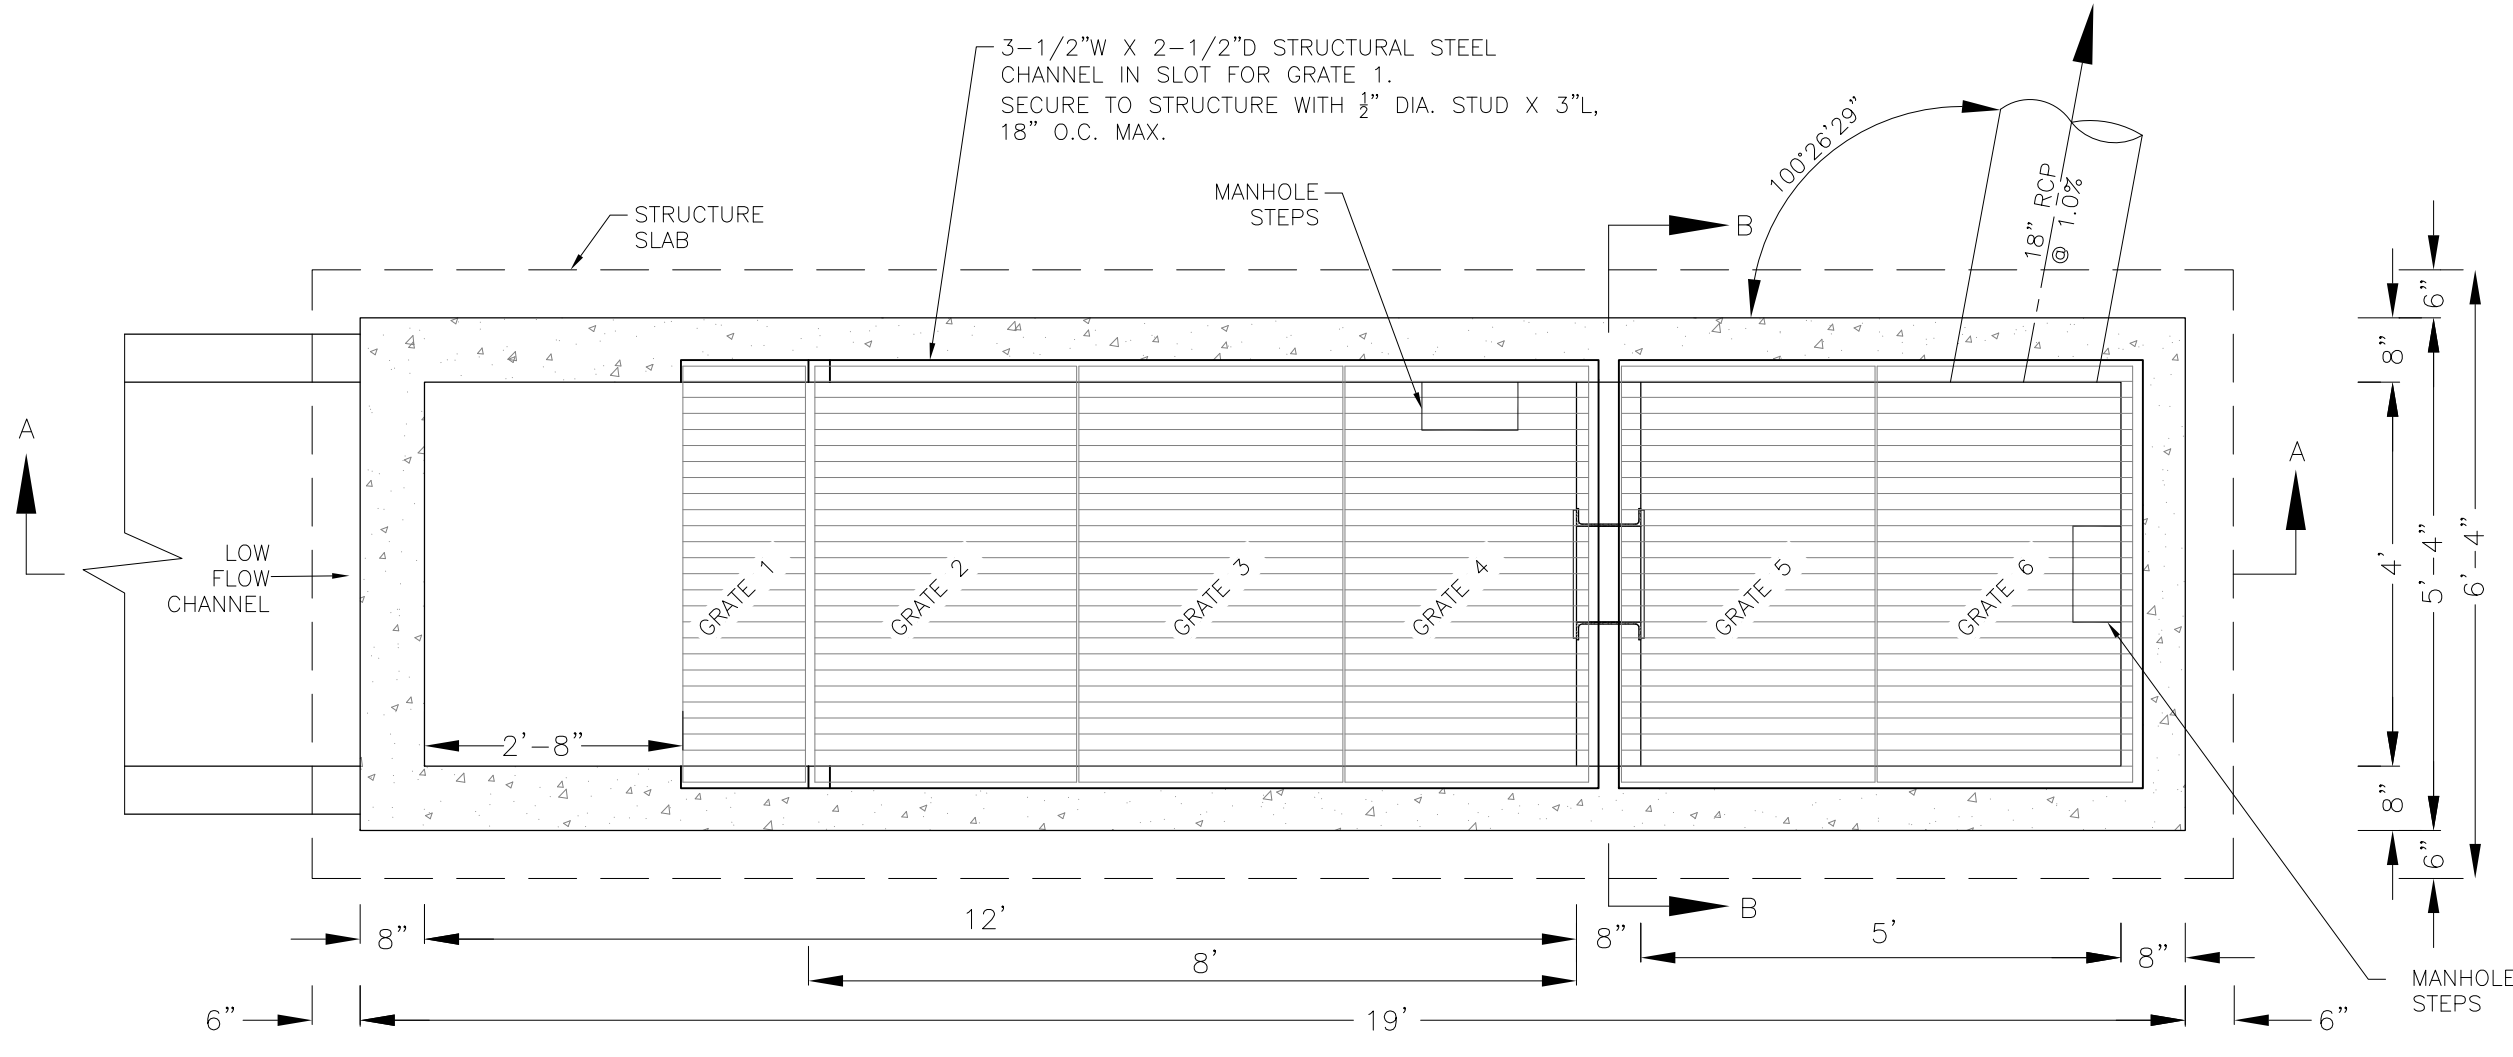 3-1/2"W X 2-1/2"D STRUCTURAL STEEL
CHANNEL IN SLOT FOR GRATE 1.
SECURE TO STRUCTURE WITH ½" DIA. STUD X 3"L,
18" O.C. MAX.
100°26'29"
18" RCP
@ 1.0%
MANHOLE
STEPS
STRUCTURE
SLAB
B
6"
8"
A
A
4'
5'-4"
6'-4"
LOW
FLOW
CHANNEL
GRATE 1
GRATE 2
GRATE 3
GRATE 4
GRATE 5
GRATE 6
2'-8"
8"
6"
B
8"
12'
8"
5'
8"
8'
MANHOLE
STEPS
6"
19'
6"